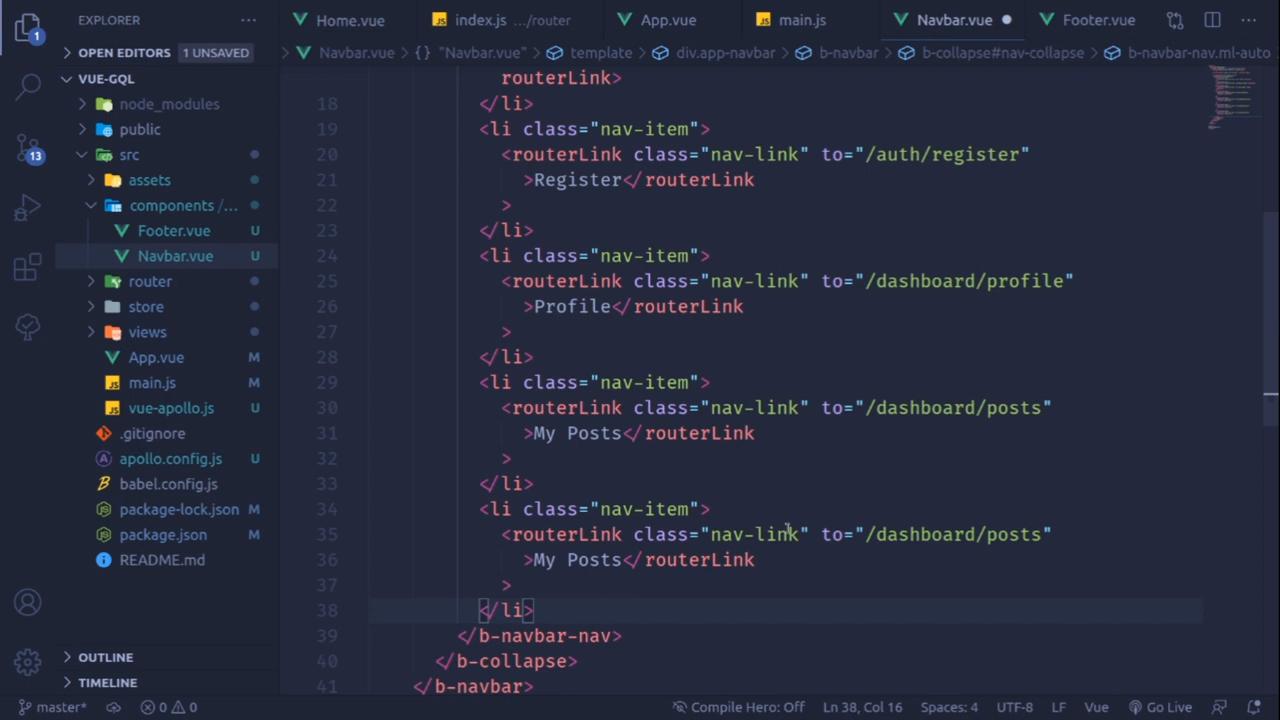 EXPLORER
OPEN EDITORS 1 UNSAVED
VUE-GQL
node_modules
public
src
assets
components /...
Footer.vue U
Navbar.vue U
router
store
views
App.vue M
main.js M
vue-apollo.js U
.gitignore
apollo.config.js U
babel.config.js
package-lock.json M
package.json M
README.md
OUTLINE
TIMELINE
1
13
Home.vue index.js .../router App.vue main.js Navbar.vue Footer.vue
Navbar.vue {} "Navbar.vue" template div.app-navbar b-navbar b-collapse#nav-collapse b-navbar-nav.ml-auto
routerLink>
18 </li>
19 <li class="nav-item">
20 <routerLink class="nav-link" to="/auth/register"
21 >Register</routerLink
22 >
23 </li>
24 <li class="nav-item">
25 <routerLink class="nav-link" to="/dashboard/profile"
26 >Profile</routerLink
27 >
28 </li>
29 <li class="nav-item">
30 <routerLink class="nav-link" to="/dashboard/posts"
31 >My Posts</routerLink
32 >
33 </li>
34 <li class="nav-item">
35 <routerLink class="nav-link" to="/dashboard/posts"
36 >My Posts</routerLink
37 >
38 </li>
39 </b-navbar-nav>
40 </b-collapse>
41 </b-navbar>
master* 0 0 Compile Hero: Off Ln 38, Col 16 Spaces: 4 UTF-8 LF Vue Go Live